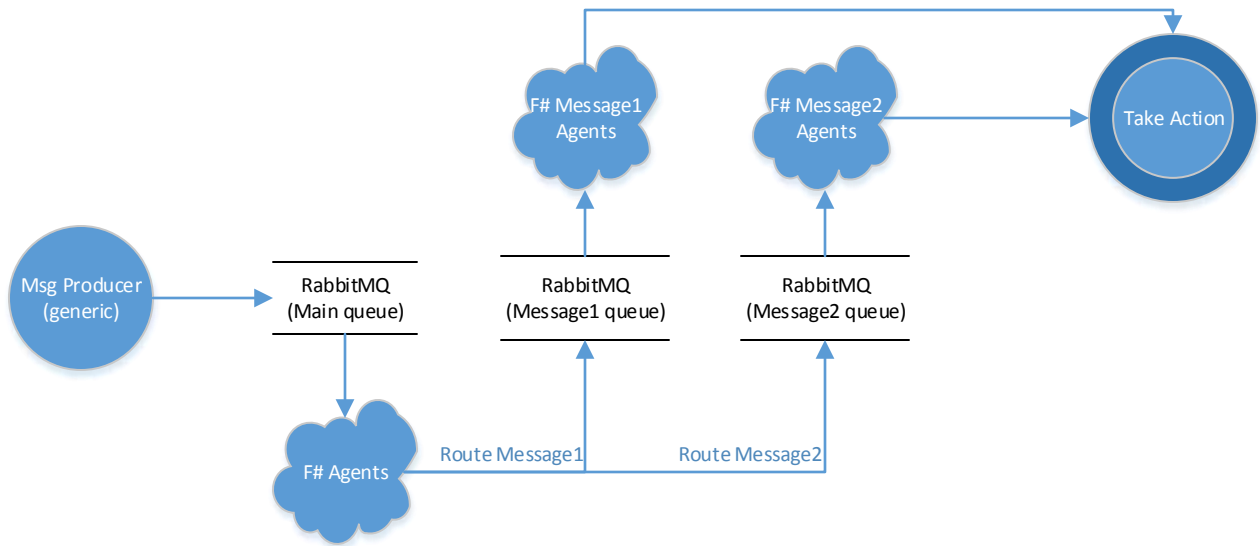 F# Message1
Agents
F# Message2
Agents
Take Action
Msg Producer
(generic)
RabbitMQ
(Main queue)
RabbitMQ
(Message1 queue)
RabbitMQ
(Message2 queue)
Route Message1
Route Message2
F# Agents